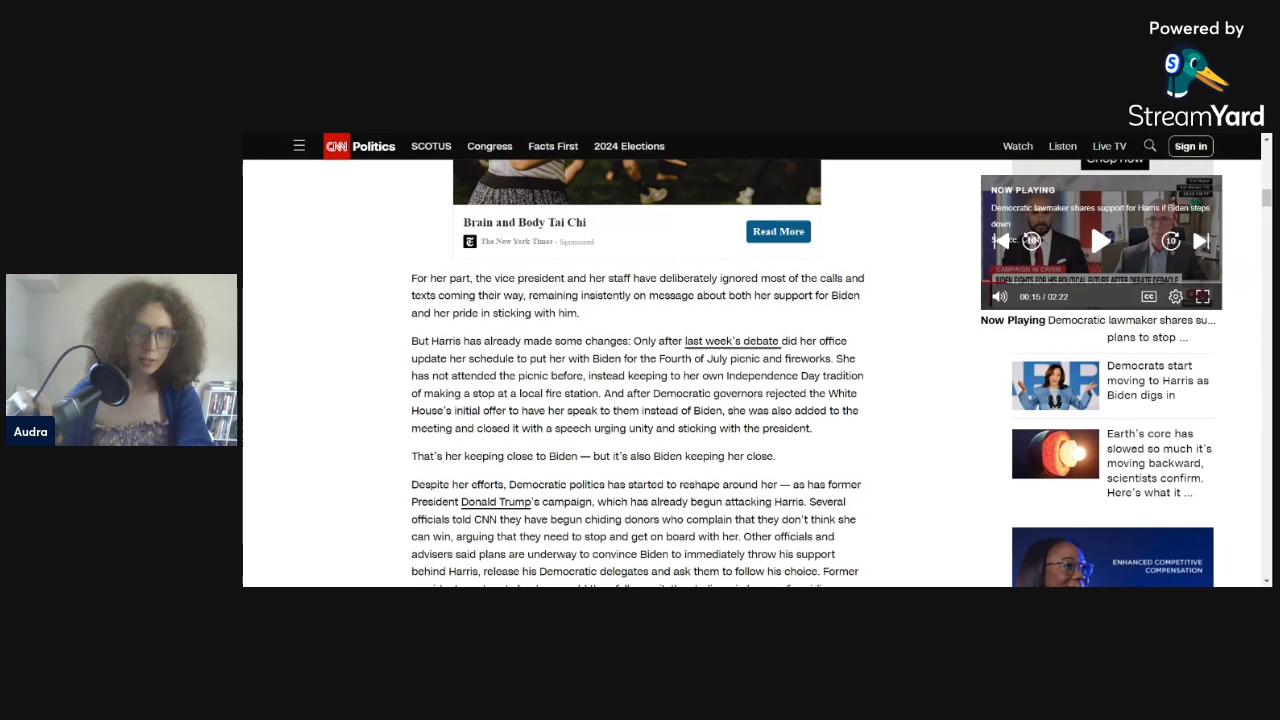 Powered by
StreamYard
CNN Politics SCOTUS Congress Facts First 2024 Elections Watch Listen Live TV Sign in
Brain and Body Tai Chi
The New York Times - Sponsored
Read More
For her part, the vice president and her staff have deliberately ignored most of the calls and
texts coming their way, remaining insistently on message about both her support for Biden
and her pride in sticking with him.
But Harris has already made some changes: Only after last week's debate did her office
update her schedule to put her with Biden for the Fourth of July picnic and fireworks. She
has not attended the picnic before, instead keeping to her own Independence Day tradition
of making a stop at a local fire station. And after Democratic governors rejected the White
House's initial offer to have her speak to them instead of Biden, she was also added to the
meeting and closed it with a speech urging unity and sticking with the president.
That's her keeping close to Biden — but it's also Biden keeping her close.
Despite her efforts, Democratic politics has started to reshape around her — as has former
President Donald Trump's campaign, which has already begun attacking Harris. Several
officials told CNN they have begun chiding donors who complain that they don't think she
can win, arguing that they need to stop and get on board with her. Other officials and
advisers said plans are underway to convince Biden to immediately throw his support
behind Harris, release his Democratic delegates and ask them to follow his choice. Former
Shop now
NOW PLAYING
Democratic lawmaker shares support for Harris if Biden steps
down
10 10
CAMPAIGN IN CRISIS
BIDEN FIGHTS FOR HIS POLITICAL FUTURE AFTER DEBATE DEBACLE
00:15 / 02:22 CC
Now Playing Democratic lawmaker shares su...
plans to stop ...
Democrats start
moving to Harris as
Biden digs in
Earth's core has
slowed so much it's
moving backward,
scientists confirm.
Here's what it ...
ENHANCED COMPETITIVE
COMPENSATION
Audra